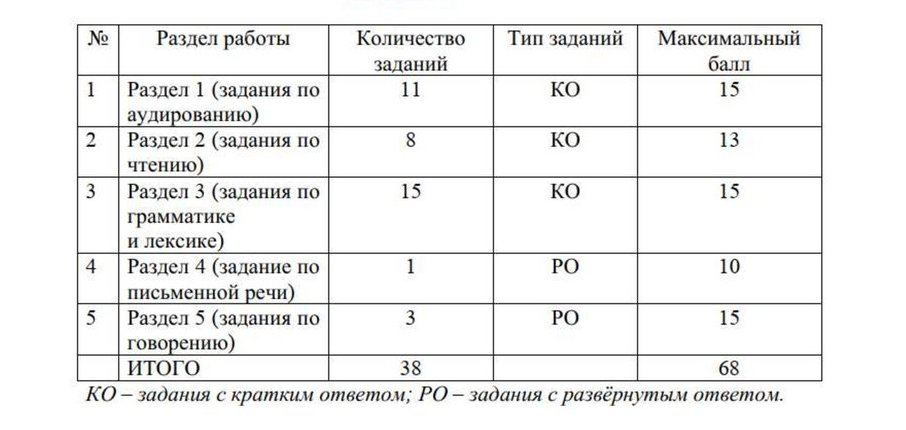 № Раздел работы Количество заданий Тип заданий Максимальный балл
1 Раздел 1 (задания по аудированию) 11 КО 15
2 Раздел 2 (задания по чтению) 8 КО 13
3 Раздел 3 (задания по грамматике и лексике) 15 КО 15
4 Раздел 4 (задание по письменной речи) 1 РО 10
5 Раздел 5 (задания по говорению) 3 РО 15
ИТОГО 38 68
КО – задания с кратким ответом; РО – задания с развёрнутым ответом.